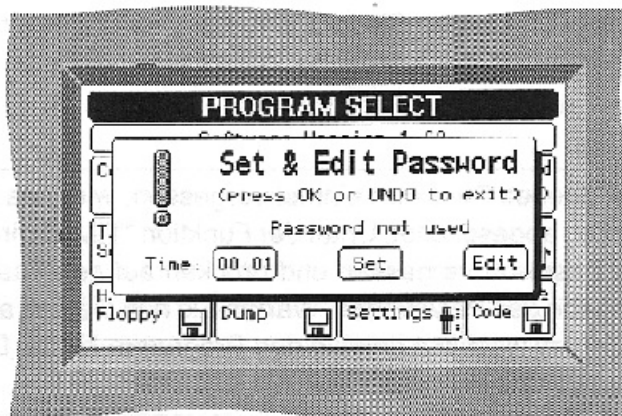 PROGRAM SELECT
Set & Edit Password
(press OK or UNDO to exit)
Password not used
Time: 00:01 Set Edit
Floppy Dump Settings Code